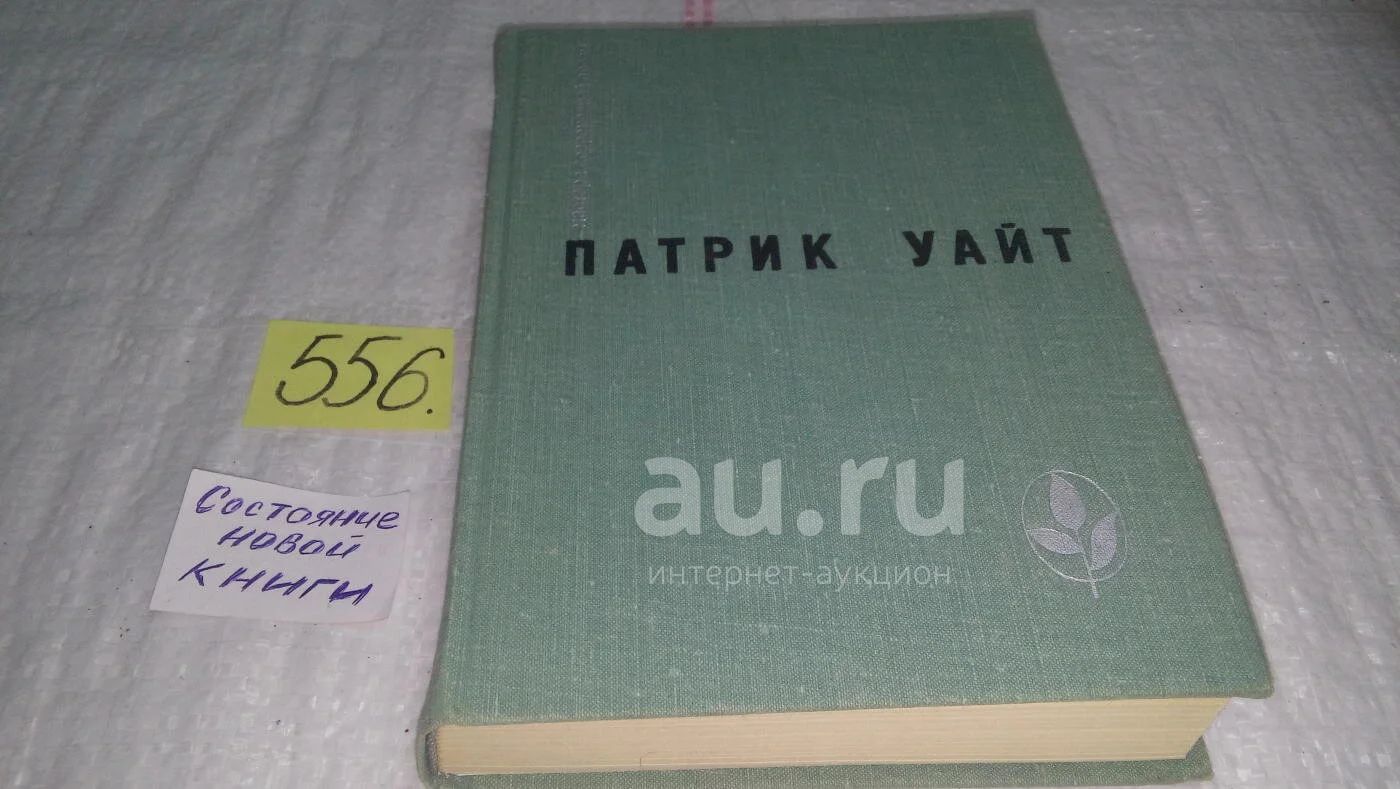 ПАТРИК УАЙТ
556.
Состояние
новой
книги
au.ru
интернет-аукцион